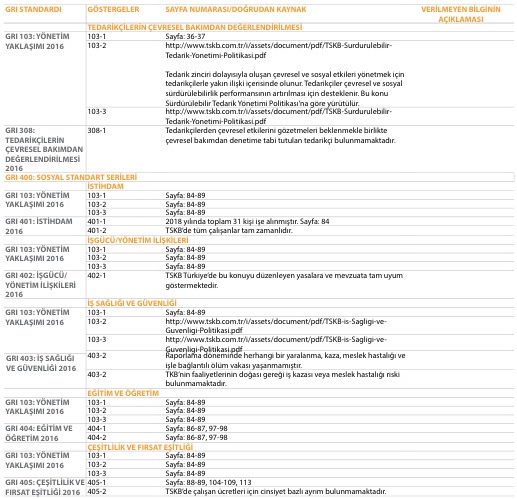 GRI STANDARDI GÖSTERGELER SAYFA NUMARASI/DOĞRUDAN KAYNAK VERİLMEYEN BİLGİNİN
AÇIKLAMASI
TEDARİKÇİLERİN ÇEVRESEL BAKIMDAN DEĞERLENDİRİLMESİ
GRI 103: YÖNETİM 103-1 Sayfa: 36-37
YAKLAŞIMI 2016 103-2 http://www.tskb.com.tr/i/assets/document/pdf/TSKB-Surdurulebilir-
Tedarik-Yonetimi-Politikasi.pdf
Tedarik zinciri dolayısıyla oluşan çevresel ve sosyal etkileri yönetmek için
tedarikçilerle yakın ilişki içerisinde olunur. Tedarikçiler çevresel ve sosyal
sürdürülebilirlik performansının artırılması için desteklenir. Bu konu
Sürdürülebilir Tedarik Yönetimi Politikası'na göre yürütülür.
103-3 http://www.tskb.com.tr/i/assets/document/pdf/TSKB-Surdurulebilir-
Tedarik-Yonetimi-Politikasi.pdf
GRI 308: 308-1 Tedarikçilerden çevresel etkilerini gözetmeleri beklenmekle birlikte
TEDARİKÇİLERİN çevresel bakımdan denetime tabi tutulan tedarikçi bulunmamaktadır.
ÇEVRESEL BAKIMDAN
DEĞERLENDİRİLMESİ
2016
GRI 400: SOSYAL STANDART SERİLERİ
İSTİHDAM
GRI 103: YÖNETİM 103-1 Sayfa: 84-89
YAKLAŞIMI 2016 103-2 Sayfa: 84-89
103-3 Sayfa: 84-89
GRI 401: İSTİHDAM 401-1 2018 yılında toplam 31 kişi işe alınmıştır. Sayfa: 84
2016 401-2 TSKB'de tüm çalışanlar tam zamanlıdır.
İŞGÜCÜ/YÖNETİM İLİŞKİLERİ
GRI 103: YÖNETİM 103-1 Sayfa: 84-89
YAKLAŞIMI 2016 103-2 Sayfa: 84-89
103-3 Sayfa: 84-89
GRI 402: İŞGÜCÜ/ 402-1 TSKB Türkiye'de bu konuyu düzenleyen yasalara ve mevzuata tam uyum
YÖNETİM İLİŞKİLERİ göstermektedir.
2016
İŞ SAĞLIĞI VE GÜVENLİĞİ
GRI 103: YÖNETİM 103-1 Sayfa: 84-89
YAKLAŞIMI 2016 103-2 http://www.tskb.com.tr/i/assets/document/pdf/TSKB-is-Sagligi-ve-
Guvenligi-Politikasi.pdf
103-3 http://www.tskb.com.tr/i/assets/document/pdf/TSKB-is-Sagligi-ve-
Guvenligi-Politikasi.pdf
GRI 403: İŞ SAĞLIĞI 403-2 Raporlama döneminde herhangi bir yaralanma, kaza, meslek hastalığı ve
VE GÜVENLİĞİ 2016 işle bağlantılı ölüm vakası yaşanmamıştır.
403-2 TKB'nin faaliyetlerinin doğası gereği iş kazası veya meslek hastalığı riski
bulunmamaktadır.
EĞİTİM VE ÖĞRETİM
GRI 103: YÖNETİM 103-1 Sayfa: 84-89
YAKLAŞIMI 2016 103-2 Sayfa: 84-89
103-3 Sayfa: 84-89
GRI 404: EĞİTİM VE 404-1 Sayfa: 86-87, 97-98
ÖĞRETİM 2016 404-2 Sayfa: 86-87, 97-98
ÇEŞİTLİLİK VE FIRSAT EŞİTLİĞİ
GRI 103: YÖNETİM 103-1 Sayfa: 84-89
YAKLAŞIMI 2016 103-2 Sayfa: 84-89
103-3 Sayfa: 84-89
GRI 405: ÇEŞİTLİLİK VE 405-1 Sayfa: 88-89, 104-109, 113
FIRSAT EŞİTLİĞİ 2016 405-2 TSKB'de çalışan ücretleri için cinsiyet bazlı ayrım bulunmamaktadır.